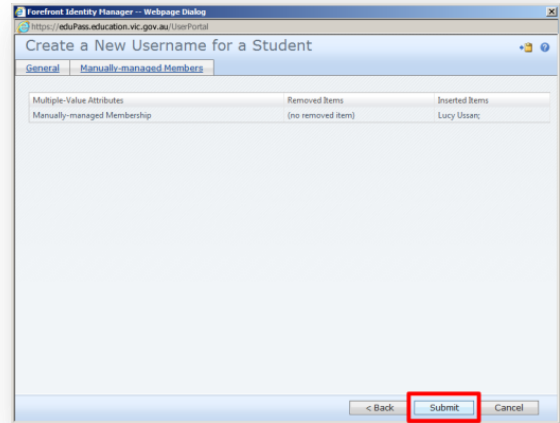 Forefront Identity Manager -- Webpage Dialog
https://eduPass.education.vic.gov.au/UserPortal
Create a New Username for a Student
General Manually-managed Members
Multiple-Value Attributes Removed Items Inserted Items
Manually-managed Membership (no removed item) Lucy Ussan;
< Back Submit Cancel